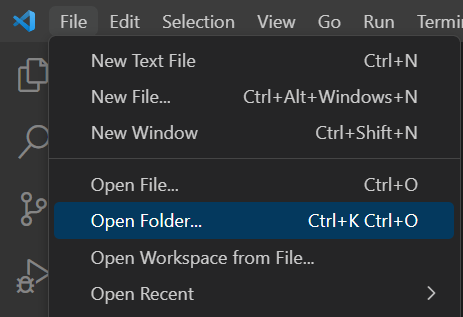 File Edit Selection View Go Run Termin
New Text File Ctrl+N
New File... Ctrl+Alt+Windows+N
New Window Ctrl+Shift+N
Open File... Ctrl+O
Open Folder... Ctrl+K Ctrl+O
Open Workspace from File...
Open Recent